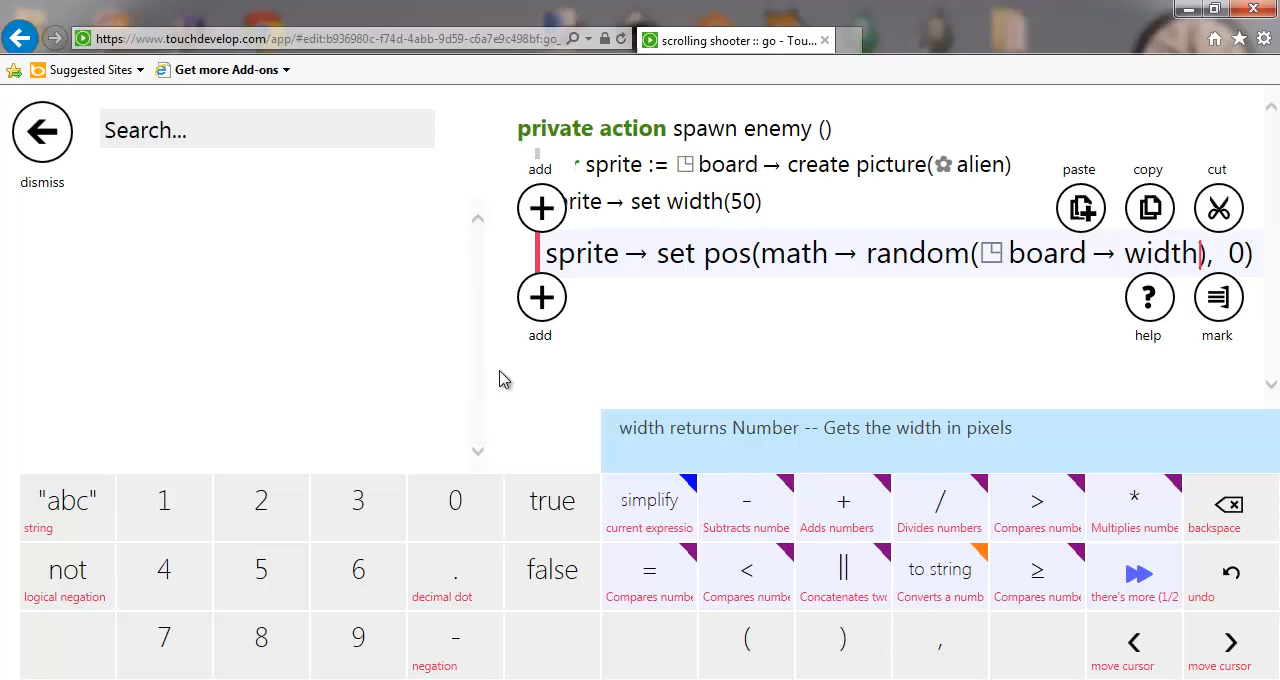 https://www.touchdevelop.com/app/#edit:b936980c-f74d-4abb-9d59-c6a7e9c498bf:go_
scrolling shooter :: go - Tou...
Suggested Sites
Get more Add-ons
Search...
dismiss
private action spawn enemy ()
r sprite := board → create picture(alien)
rite → set width(50)
sprite → set pos(math → random(board → width), 0)
add
add
paste
copy
cut
help
mark
width returns Number -- Gets the width in pixels
"abc" 1 2 3 0 true simplify - + / > *
string current expressio Subtracts numbe Adds numbers Divides numbers Compares numbe Multiplies numbe backspace
not 4 5 6 . false = < || to string ≥
logical negation decimal dot Compares numbe Compares numbe Concatenates twc Converts a numb Compares numbe there's more (1/2 undo
7 8 9 - ( ) , ‹ ›
negation move cursor move cursor